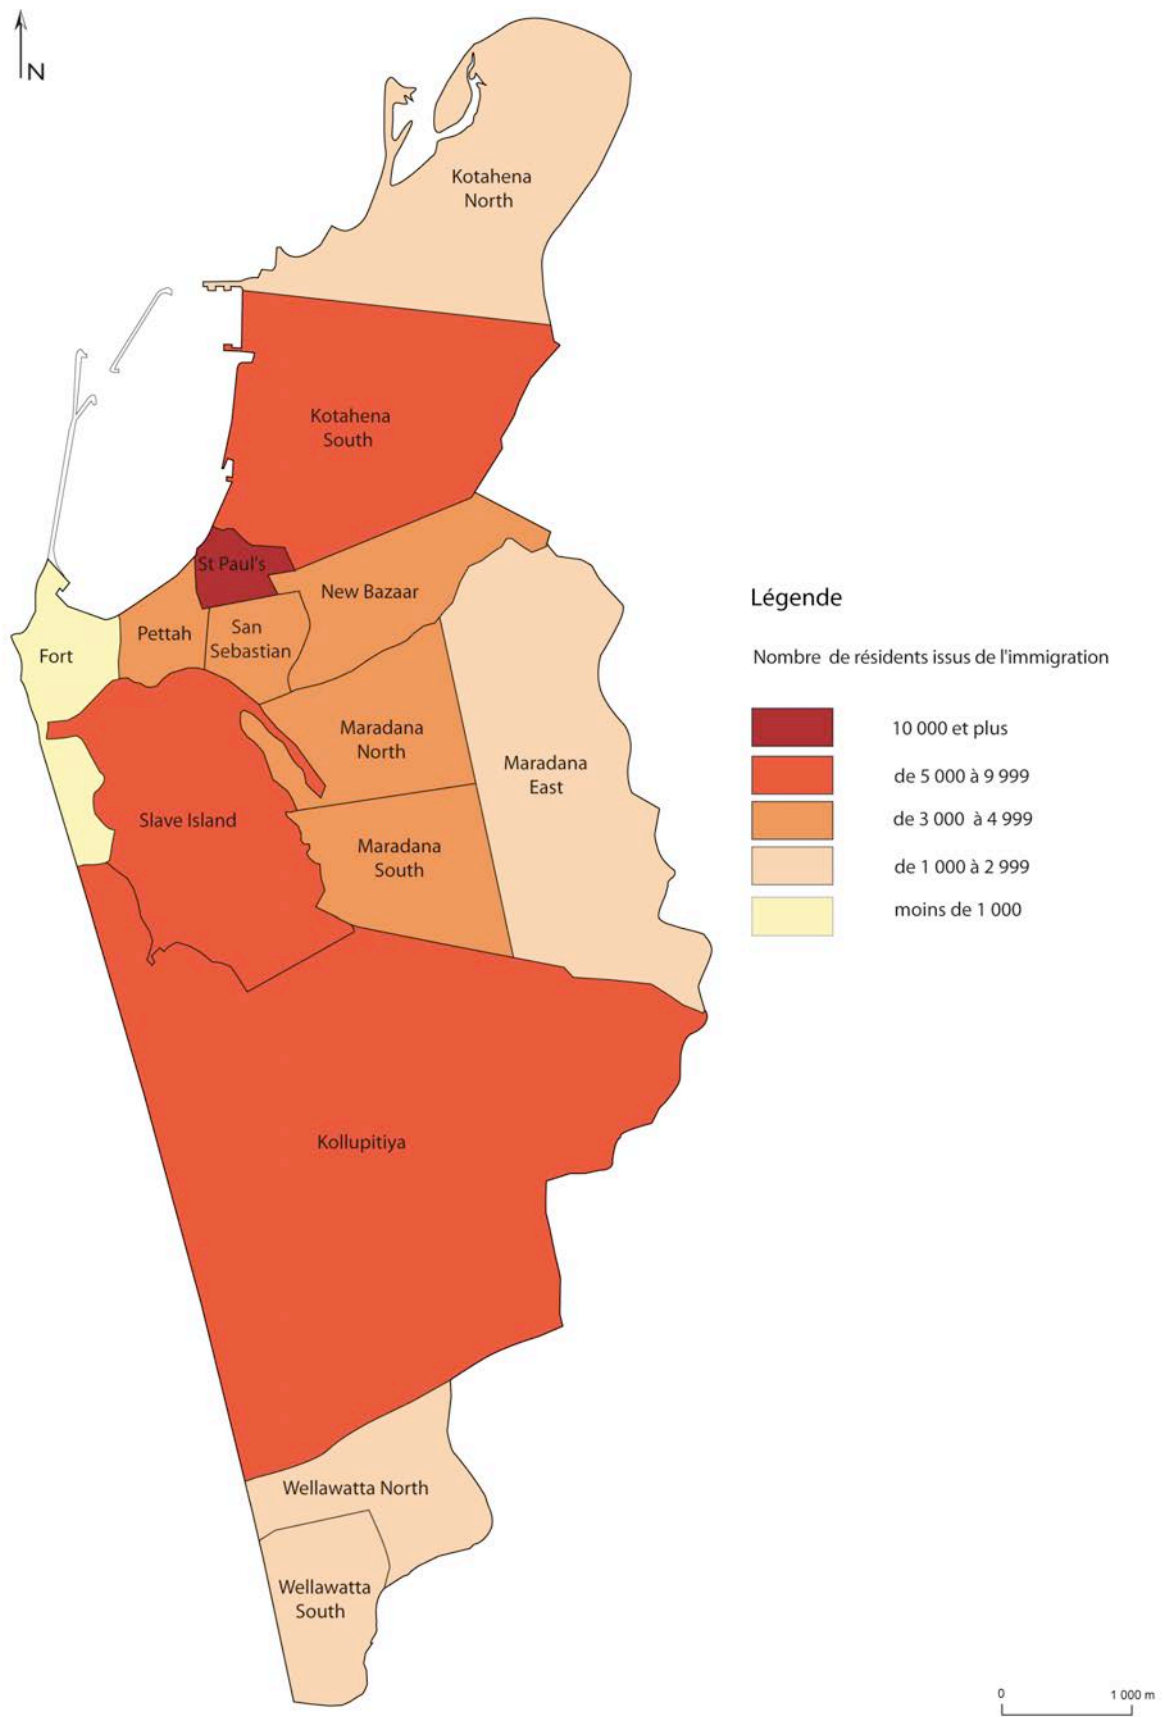 N
Kotahena
North
Kotahena
South
St Paul's
New Bazaar
Pettah
San
Sebastian
Fort
Maradana
North
Maradana
East
Slave Island
Maradana
South
Kollupitiya
Wellawatta North
Wellawatta
South
Légende
Nombre de résidents issus de l'immigration
10 000 et plus
de 5 000 à 9 999
de 3 000 à 4 999
de 1 000 à 2 999
moins de 1 000
0 1 000 m